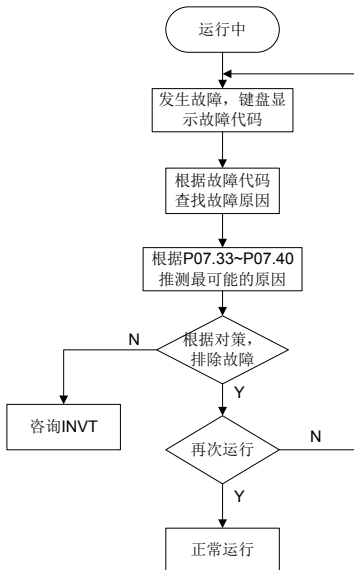 运行中
发生故障，键盘显
示故障代码
根据故障代码
查找故障原因
根据P07.33~P07.40
推测最可能的原因
根据对策，
排除故障
N
Y
咨询INVT
再次运行
N
Y
正常运行